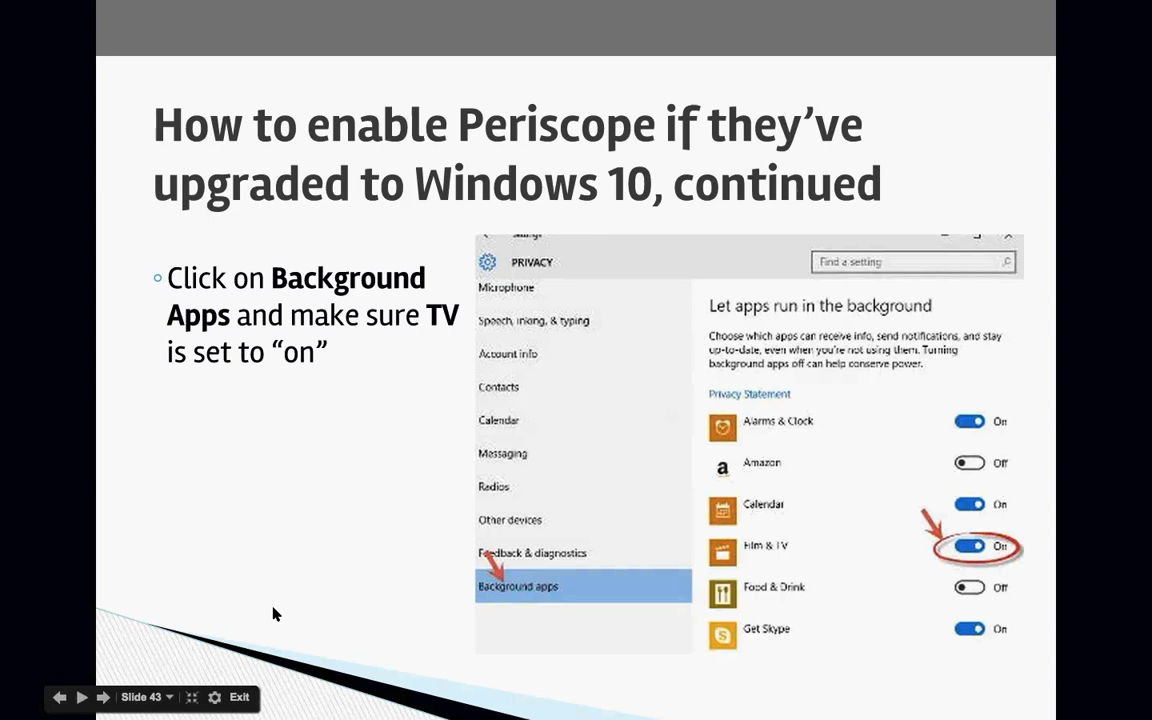 How to enable Periscope if they’ve
upgraded to Windows 10, continued
Click on Background
Apps and make sure TV
is set to “on”
PRIVACY
Find a setting
Microphone
Speech, inking, & typing
Account info
Contacts
Calendar
Messaging
Radios
Other devices
Feedback & diagnostics
Background apps
Let apps run in the background
Choose which apps can receive info, send notifications, and stay
up-to-date, even when you're not using them. Turning
background apps off can help conserve power.
Privacy Statement
Alarms & Clock On
Amazon Off
Calendar On
Film & TV On
Food & Drink Off
Get Skype On
Slide 43 Exit